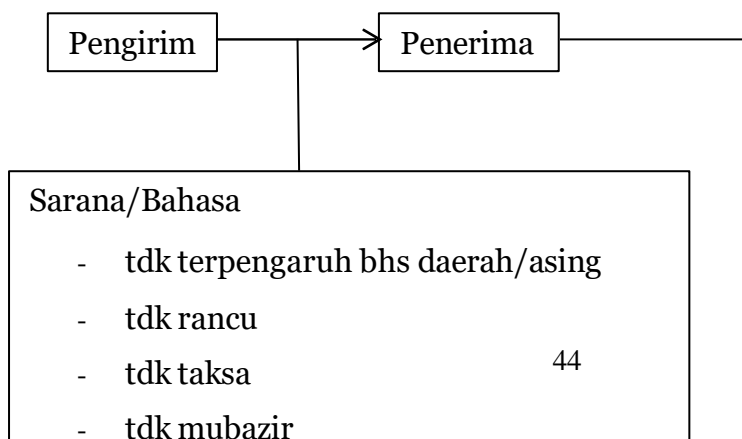 Pengirim
Penerima
Sarana/Bahasa
- tdk terpengaruh bhs daerah/asing
- tdk rancu
- tdk taksa
44
- tdk mubazir